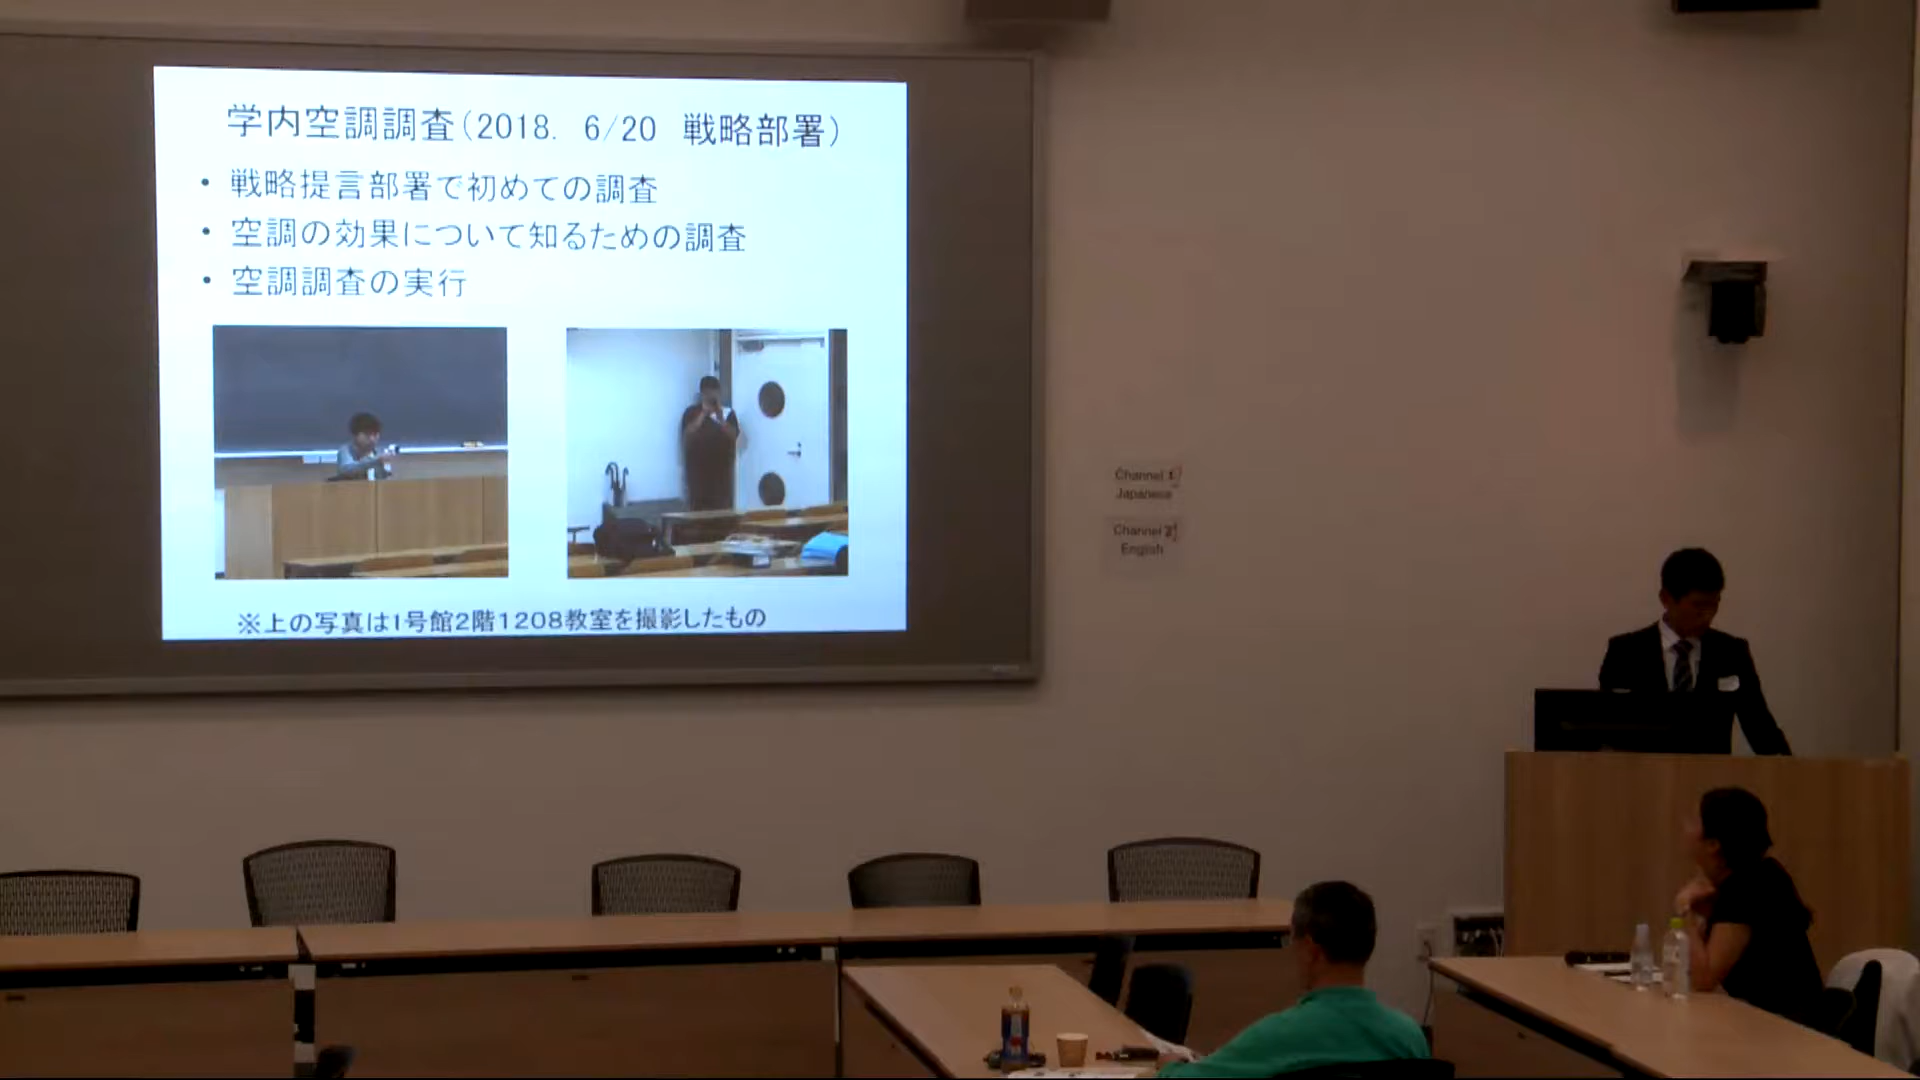 学内空調調査(2018. 6/20 戦略部署)
・戦略提言部署で初めての調査
・空調の効果について知るための調査
・空調調査の実行
※上の写真は1号館2階1208教室を撮影したもの
Channel 1
Japanese
Channel 2
English